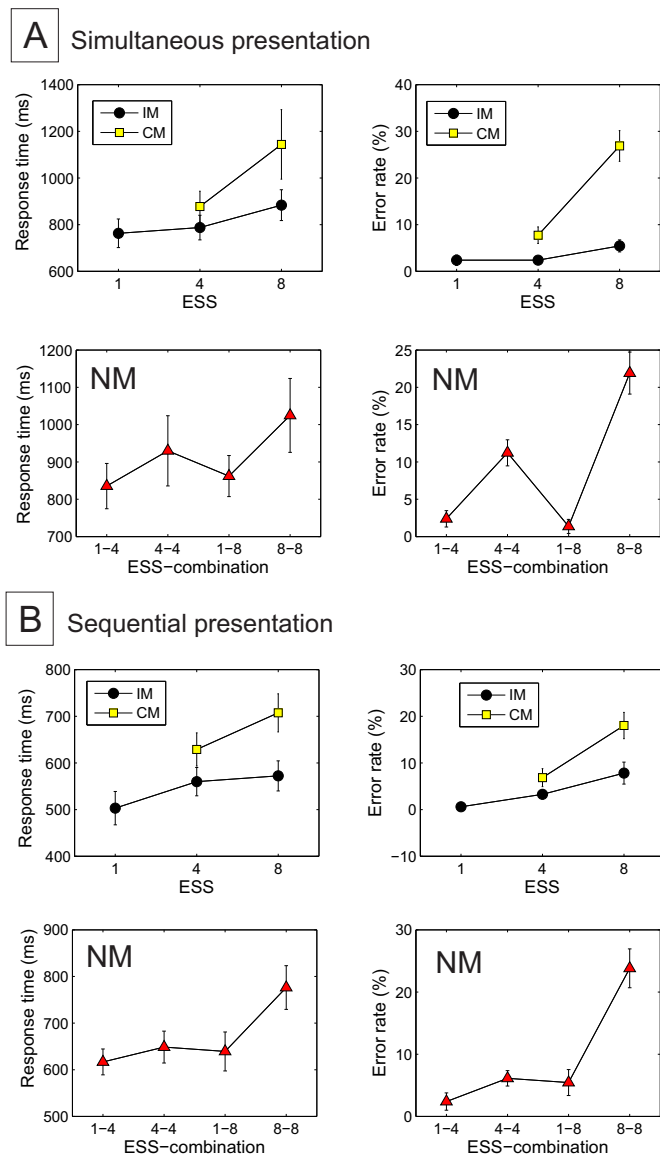 A Simultaneous presentation
Response time (ms)
1400
1200
1000
800
600
IM
CM
1 4 8
ESS
Error rate (%)
40
30
20
10
0
IM
CM
1 4 8
ESS
Response time (ms)
1200
1100
1000
900
800
700
NM
1−4 4−4 1−8 8−8
ESS−combination
Error rate (%)
25
20
15
10
5
0
NM
1−4 4−4 1−8 8−8
ESS−combination
B Sequential presentation
Response time (ms)
800
700
600
500
400
IM
CM
1 4 8
ESS
Error rate (%)
30
20
10
0
−10
IM
CM
1 4 8
ESS
Response time (ms)
900
800
700
600
500
NM
1−4 4−4 1−8 8−8
ESS−combination
Error rate (%)
30
20
10
0
NM
1−4 4−4 1−8 8−8
ESS−combination